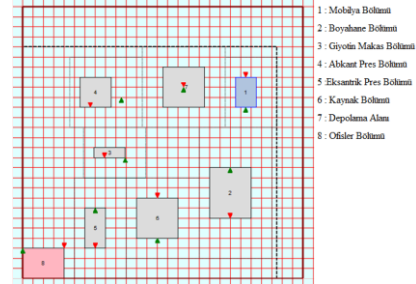 1 : Mobilya Bölümü
2 : Boyahane Bölümü
3 : Giyotin Makas Bölümü
4 : Abkant Pres Bölümü
5 :Eksantrik Pres Bölümü
6 : Kaynak Bölümü
7 : Depolama Alanı
8 : Ofisler Bölümü
4
7
1
3
2
5
6
8